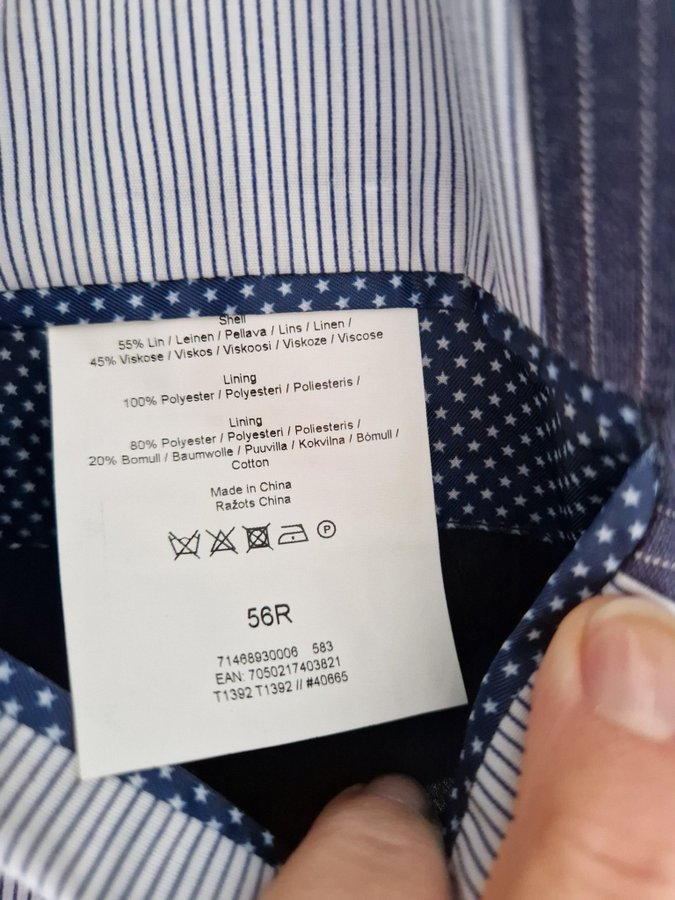 Shell
55% Lin / Leinen / Pellava / Lins / Linen /
45% Viskose / Viskos / Viskoosi / Viskoze / Viscose
Lining
100% Polyester / Polyesteri / Poliesteris /
Lining
80% Polyester / Polyesteri / Poliesteris /
20% Bomull / Baumwolle / Puuvilla / Kokvilna / Bómull /
Cotton
Made in China
Ražots China
P
56R
71468930006 583
EAN: 7050217403821
T1392 T1392 // #40665